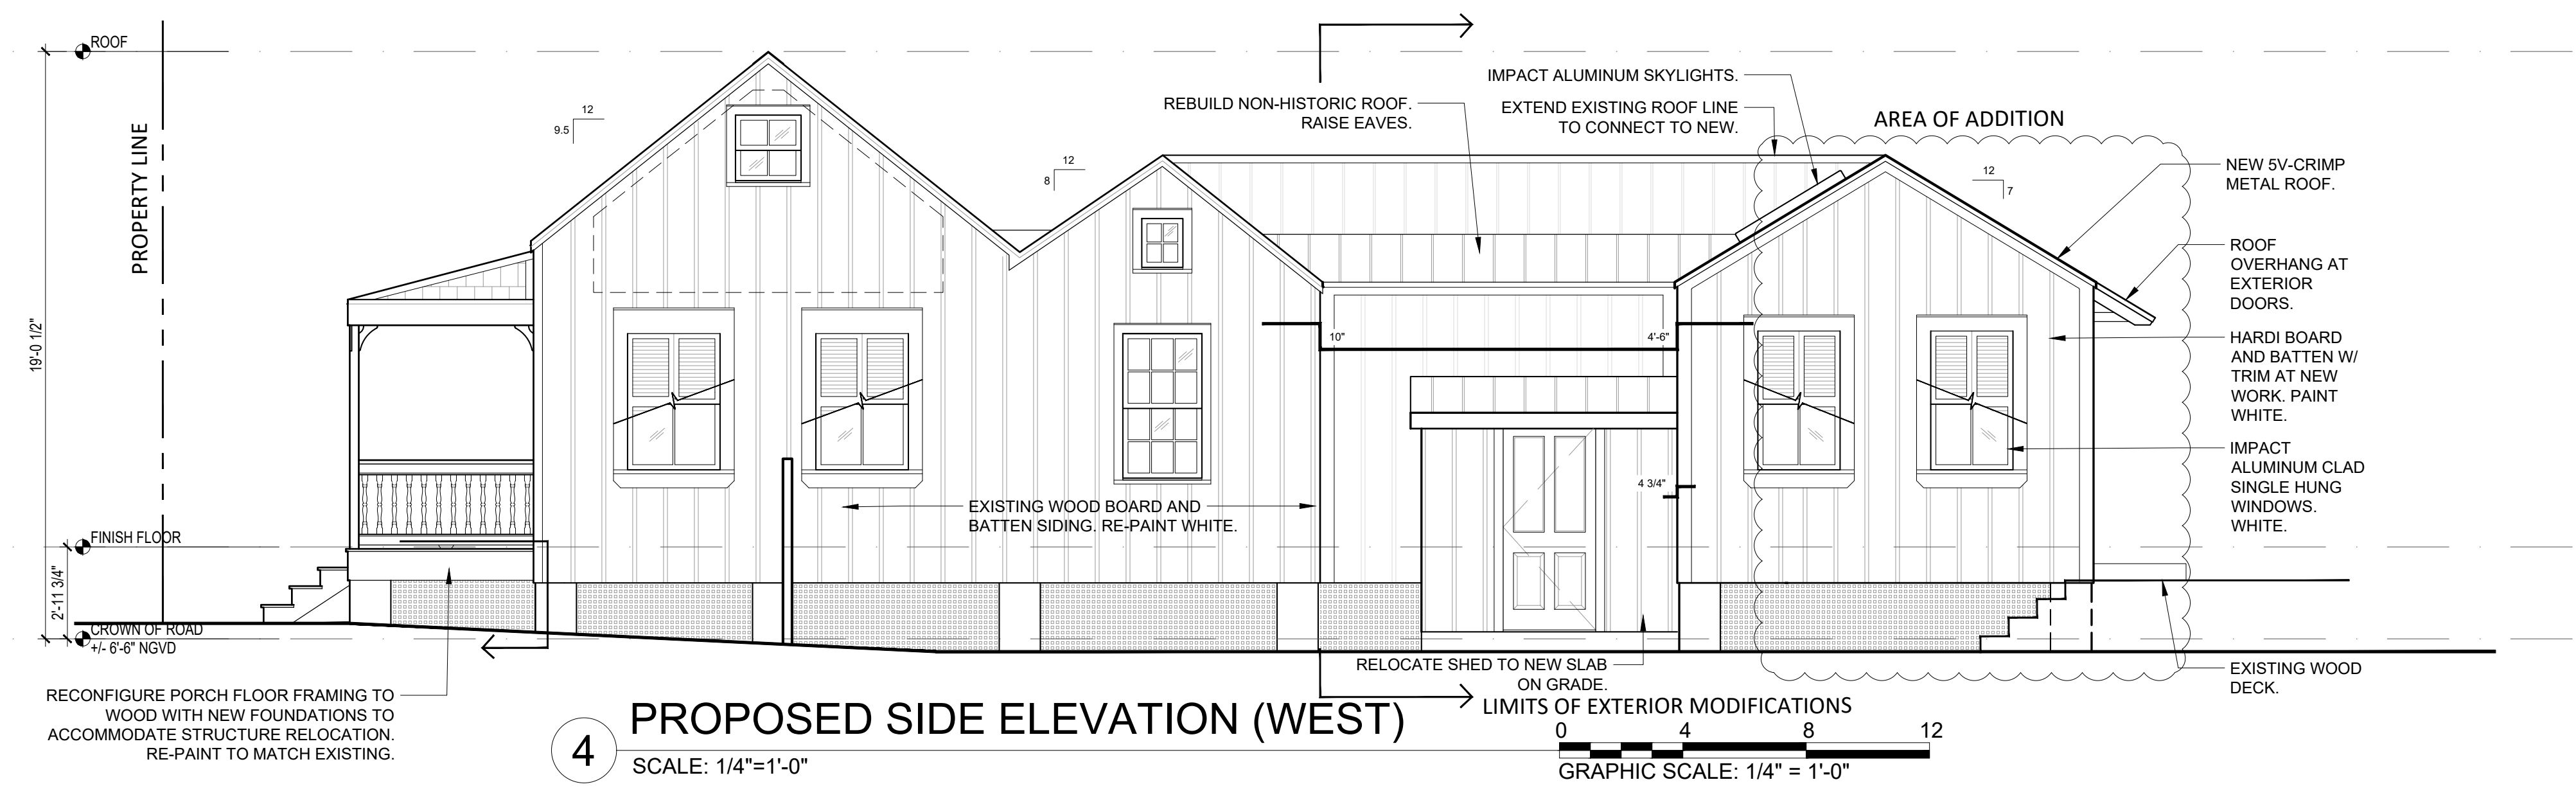 ROOF
PROPERTY LINE
19'-0 1/2"
FINISH FLOOR
2'-11 3/4"
CROWN OF ROAD
+/- 6'-6" NGVD
12
9.5
12
8
12
7
REBUILD NON-HISTORIC ROOF.
RAISE EAVES.
IMPACT ALUMINUM SKYLIGHTS.
EXTEND EXISTING ROOF LINE
TO CONNECT TO NEW.
AREA OF ADDITION
NEW 5V-CRIMP
METAL ROOF.
ROOF
OVERHANG AT
EXTERIOR
DOORS.
HARDI BOARD
AND BATTEN W/
TRIM AT NEW
WORK. PAINT
WHITE.
IMPACT
ALUMINUM CLAD
SINGLE HUNG
WINDOWS.
WHITE.
EXISTING WOOD
DECK.
10"
4'-6"
4 3/4"
EXISTING WOOD BOARD AND
BATTEN SIDING. RE-PAINT WHITE.
RELOCATE SHED TO NEW SLAB
ON GRADE.
RECONFIGURE PORCH FLOOR FRAMING TO
WOOD WITH NEW FOUNDATIONS TO
ACCOMMODATE STRUCTURE RELOCATION.
RE-PAINT TO MATCH EXISTING.
4
PROPOSED SIDE ELEVATION (WEST)
SCALE: 1/4"=1'-0"
LIMITS OF EXTERIOR MODIFICATIONS
0 4 8 12
GRAPHIC SCALE: 1/4" = 1'-0"